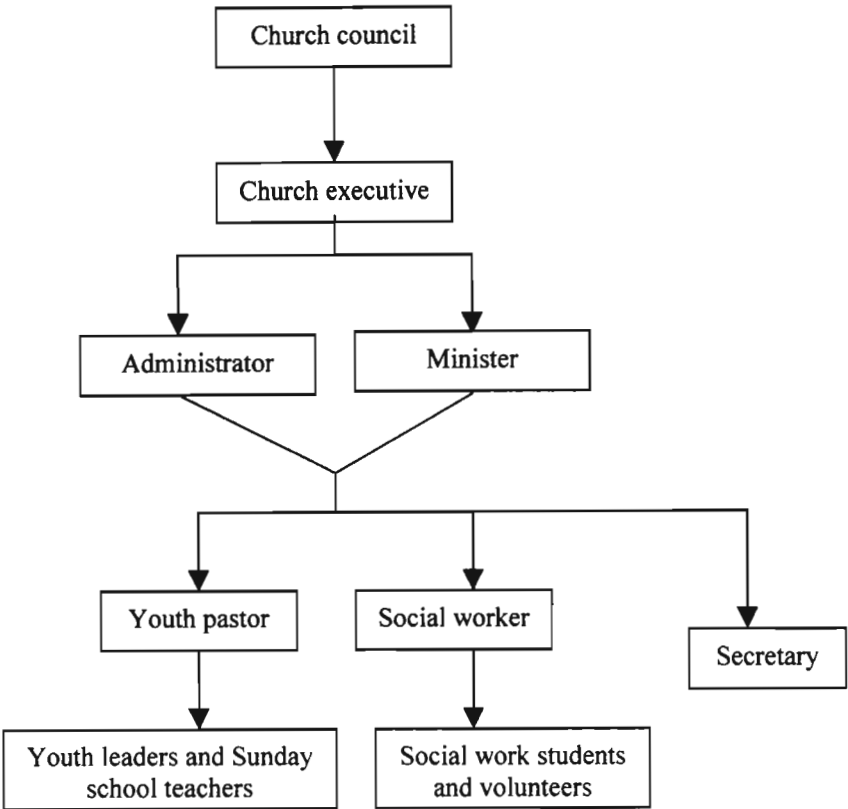 Church council
Church executive
Administrator
Minister
Youth pastor
Social worker
Secretary
Youth leaders and Sunday
school teachers
Social work students
and volunteers